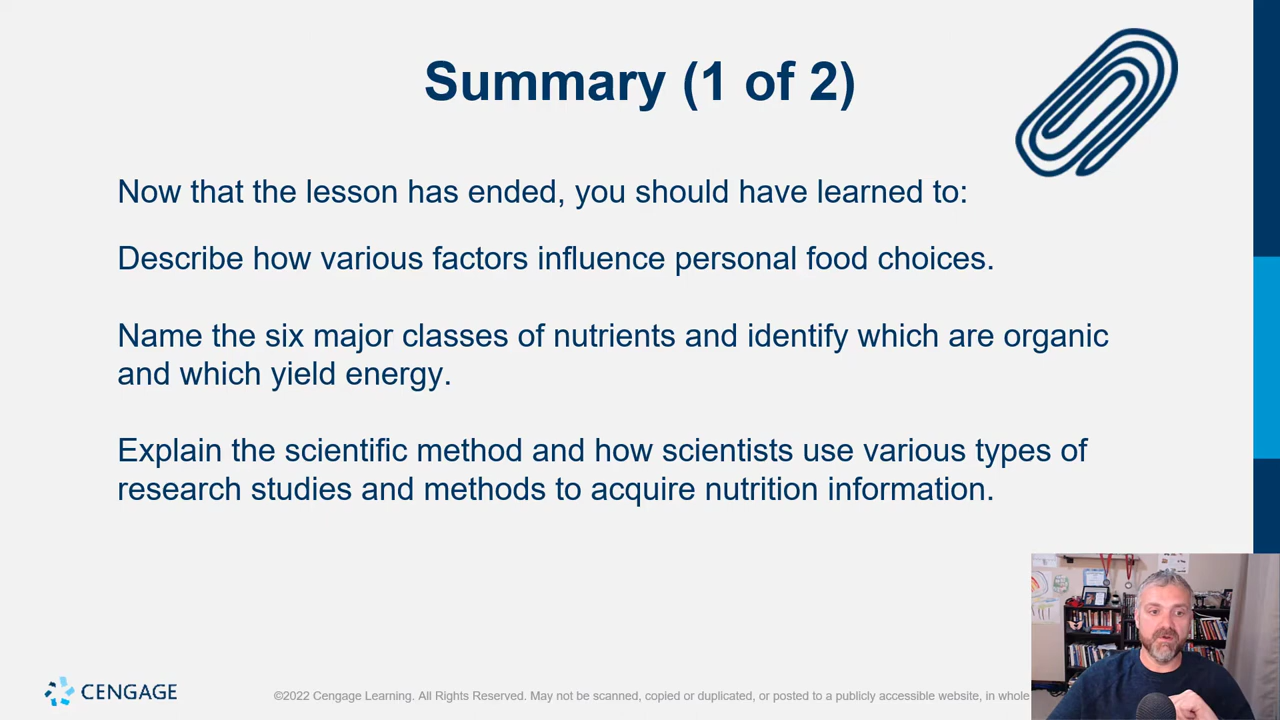 Summary (1 of 2)
Now that the lesson has ended, you should have learned to:
Describe how various factors influence personal food choices.
Name the six major classes of nutrients and identify which are organic
and which yield energy.
Explain the scientific method and how scientists use various types of
research studies and methods to acquire nutrition information.
CENGAGE
©2022 Cengage Learning. All Rights Reserved. May not be scanned, copied or duplicated, or posted to a publicly accessible website, in whole